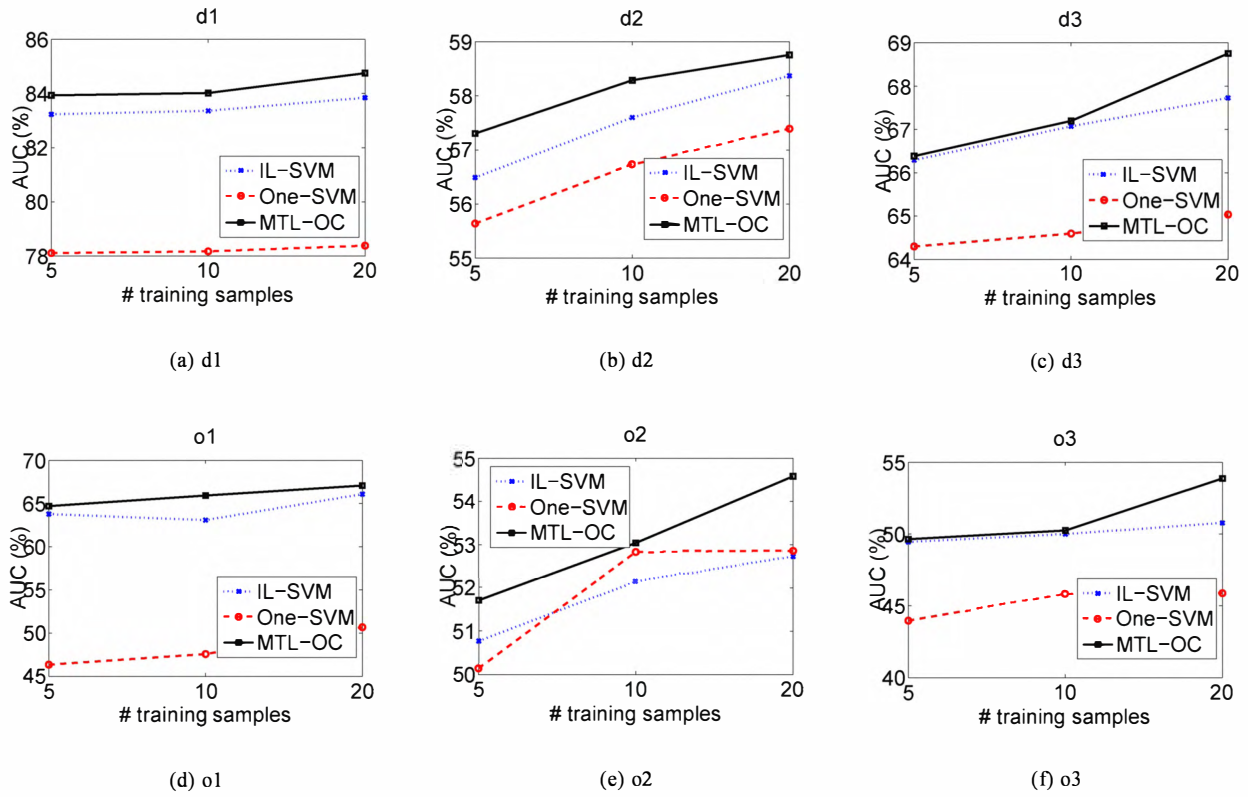 d1
86
84
82
80
78
AUC (%)
IL-SVM
One-SVM
MTL-OC
5
10
20
# training samples
(a) d1
d2
59
58
57
56
55
AUC (%)
IL-SVM
One-SVM
MTL-OC
5
10
20
# training samples
(b) d2
d3
69
68
67
66
65
64
AUC (%)
IL-SVM
One-SVM
MTL-OC
5
10
20
# training samples
(c) d3
o1
70
65
60
55
50
45
AUC (%)
IL-SVM
One-SVM
MTL-OC
5
10
20
# training samples
(d) o1
o2
55
54
53
52
51
50
AUC (%)
IL-SVM
One-SVM
MTL-OC
5
10
20
# training samples
(e) o2
o3
55
50
45
40
AUC (%)
IL-SVM
One-SVM
MTL-OC
5
10
20
# training samples
(f) o3